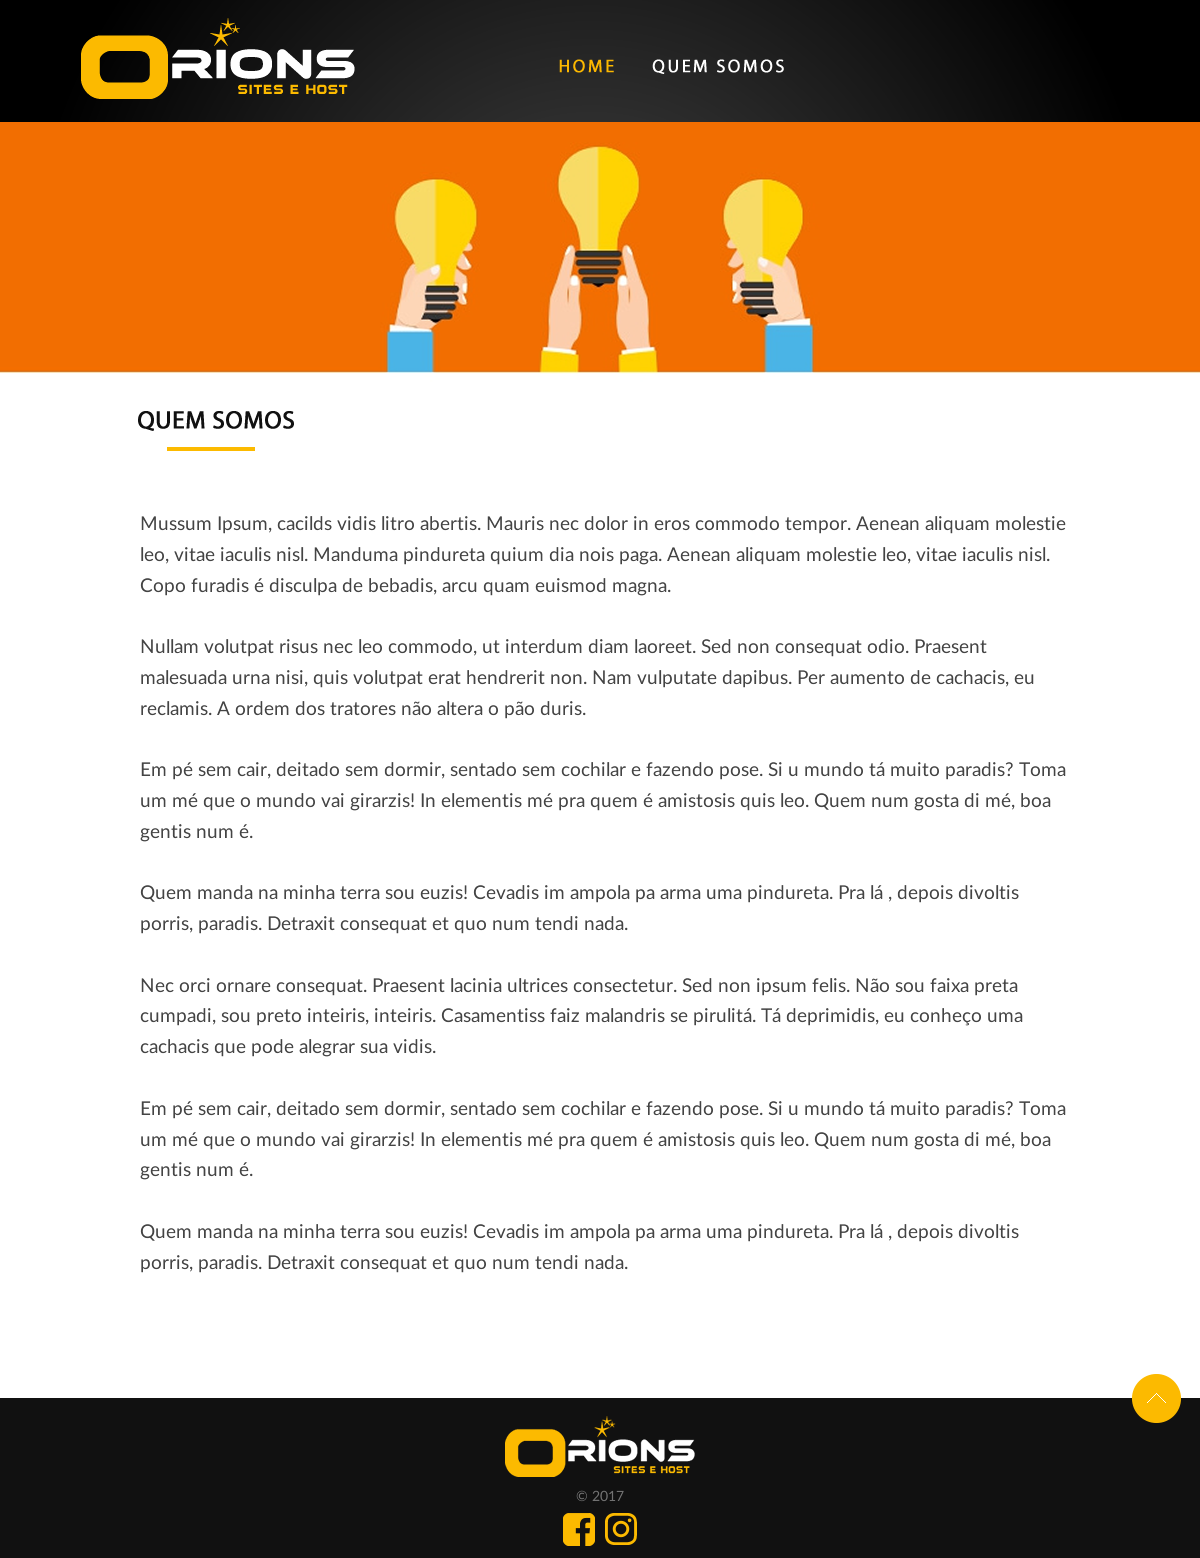 ORIONS
SITES E HOST
HOME QUEM SOMOS
QUEM SOMOS
Mussum Ipsum, cacilds vidis litro abertis. Mauris nec dolor in eros commodo tempor. Aenean aliquam molestie
leo, vitae iaculis nisl. Manduma pindureta quium dia nois paga. Aenean aliquam molestie leo, vitae iaculis nisl.
Copo furadis é disculpa de bebadis, arcu quam euismod magna.
Nullam volutpat risus nec leo commodo, ut interdum diam laoreet. Sed non consequat odio. Praesent
malesuada urna nisi, quis volutpat erat hendrerit non. Nam vulputate dapibus. Per aumento de cachacis, eu
reclamis. A ordem dos tratores não altera o pão duris.
Em pé sem cair, deitado sem dormir, sentado sem cochilar e fazendo pose. Si u mundo tá muito paradis? Toma
um mé que o mundo vai girarzis! In elementis mé pra quem é amistosis quis leo. Quem num gosta di mé, boa
gentis num é.
Quem manda na minha terra sou euzis! Cevadis im ampola pa arma uma pindureta. Pra lá , depois divoltis
porris, paradis. Detraxit consequat et quo num tendi nada.
Nec orci ornare consequat. Praesent lacinia ultrices consectetur. Sed non ipsum felis. Não sou faixa preta
cumpadi, sou preto inteiris, inteiris. Casamentiss faiz malandris se pirulitá. Tá deprimidis, eu conheço uma
cachacis que pode alegrar sua vidis.
Em pé sem cair, deitado sem dormir, sentado sem cochilar e fazendo pose. Si u mundo tá muito paradis? Toma
um mé que o mundo vai girarzis! In elementis mé pra quem é amistosis quis leo. Quem num gosta di mé, boa
gentis num é.
Quem manda na minha terra sou euzis! Cevadis im ampola pa arma uma pindureta. Pra lá , depois divoltis
porris, paradis. Detraxit consequat et quo num tendi nada.
ORIONS
SITES E HOST
© 2017